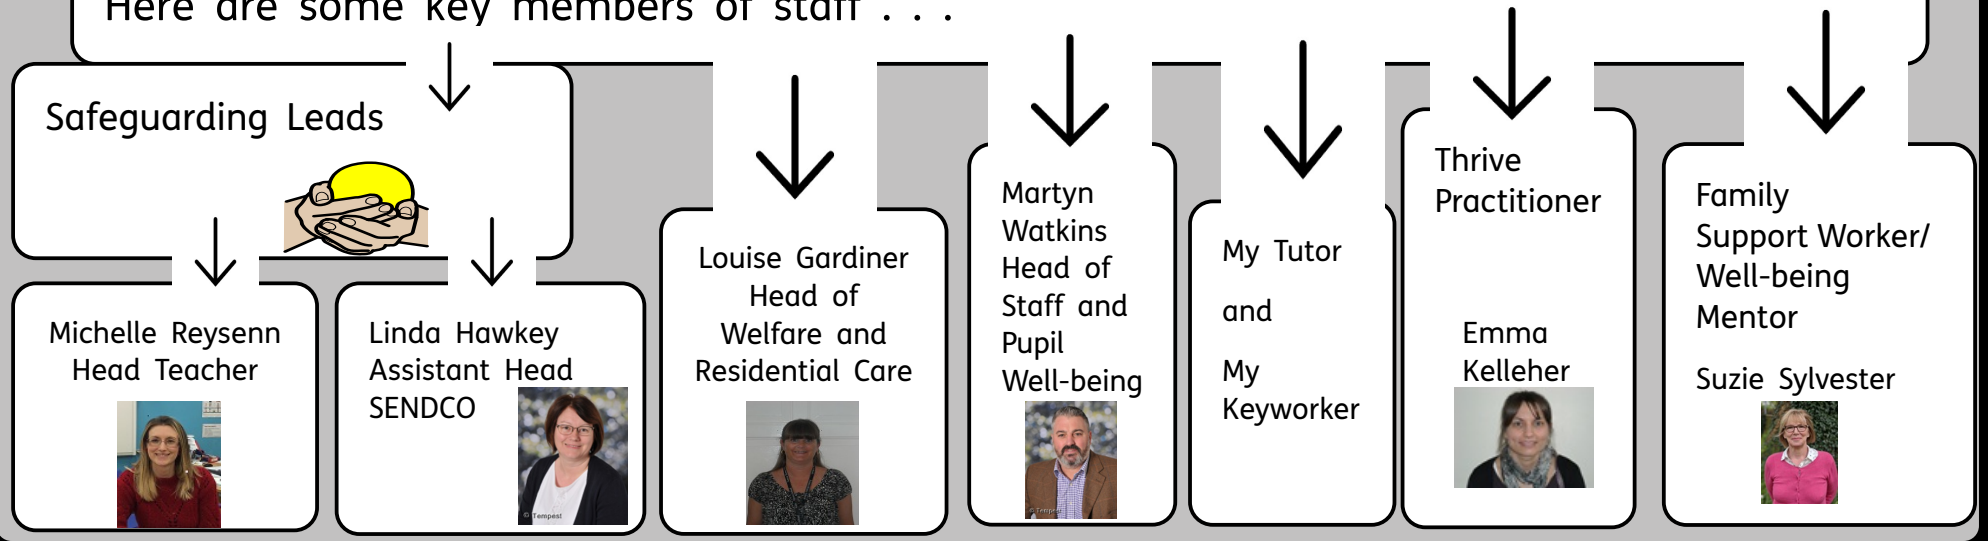 Here are some key members of staff . . .
Safeguarding Leads
Michelle Reysenn
Head Teacher
Linda Hawkey
Assistant Head
SENDCO
© Tempest
Louise Gardiner
Head of
Welfare and
Residential Care
Martyn
Watkins
Head of
Staff and
Pupil
Well-being
© Tempest
My Tutor
and
My
Keyworker
Thrive
Practitioner
Emma
Kelleher
Family
Support Worker/
Well-being
Mentor
Suzie Sylvester